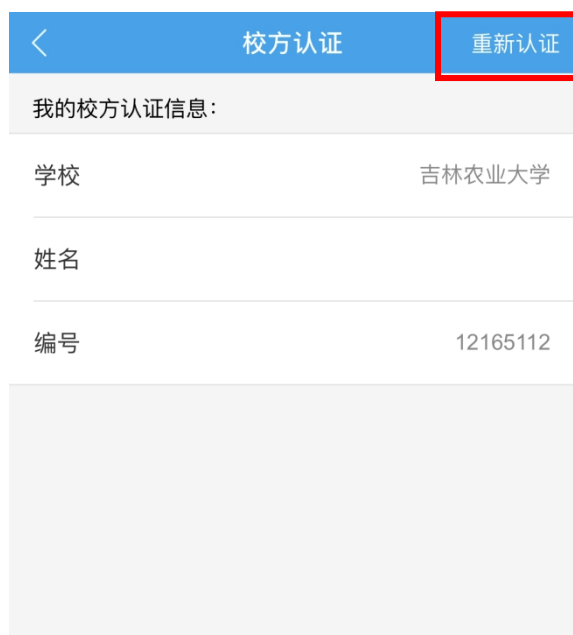 校方认证 重新认证
我的校方认证信息：
学校 吉林农业大学
姓名
编号 12165112